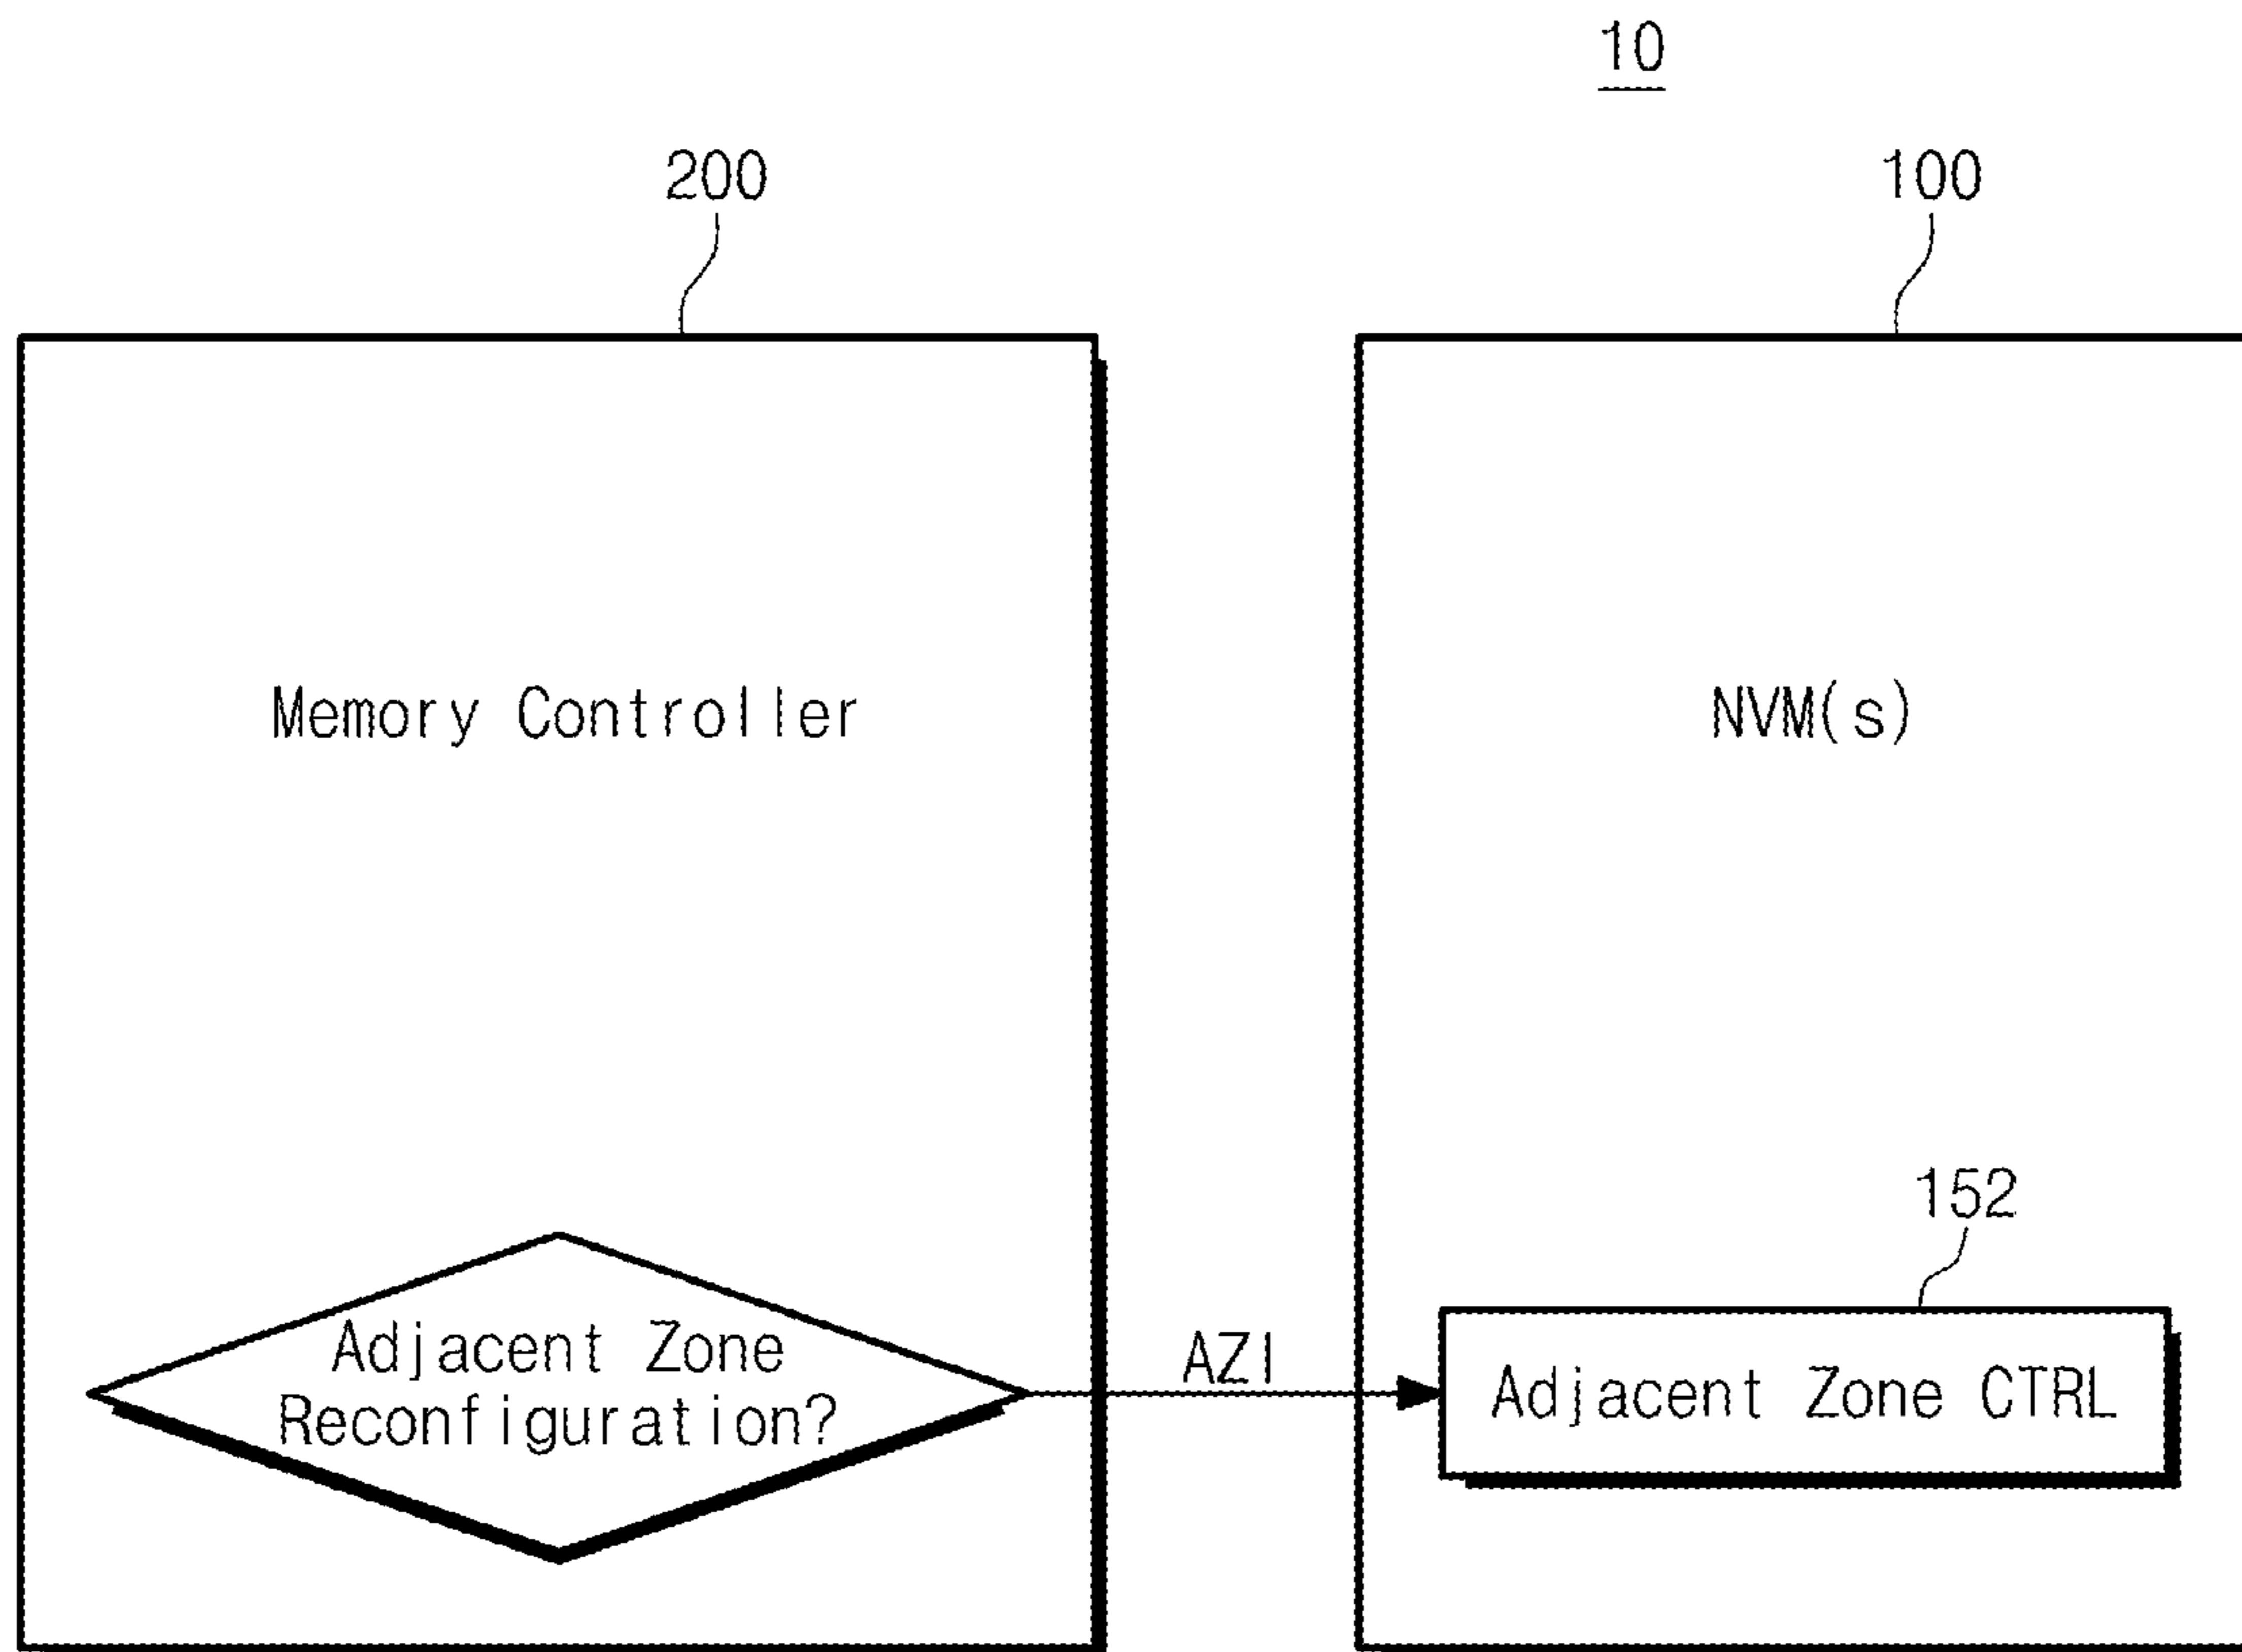 10
200
100
Memory Controller
NVM(s)
152
Adjacent Zone
Reconfiguration?
AZI
Adjacent Zone CTRL